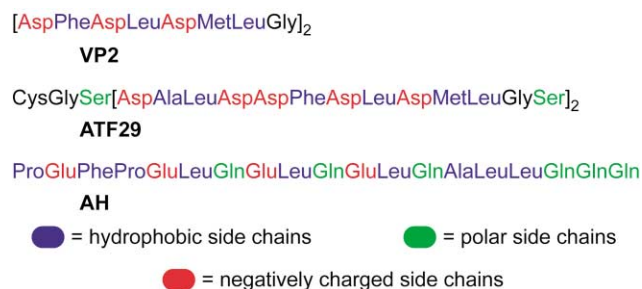 [AspPheAspLeuAspMetLeuGly]2
VP2
CysGlySer[AspAlaLeuAspAspPheAspLeuAspMetLeuGlySer]2
ATF29
ProGluPheProGluLeuGlnGluLeuGlnGluLeuGlnAlaLeuLeuGlnGlnGln
AH
= hydrophobic side chains = polar side chains
= negatively charged side chains